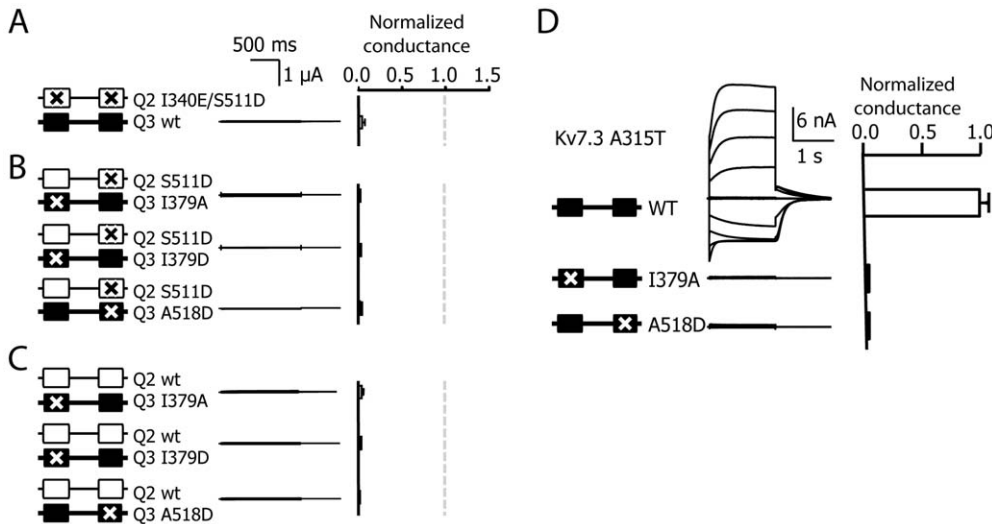 A
500 ms
1 µA
Normalized
conductance
0.0 0.5 1.0 1.5
Q2 I340E/S511D
Q3 wt
B
Q2 S511D
Q3 I379A
Q2 S511D
Q3 I379D
Q2 S511D
Q3 A518D
C
Q2 wt
Q3 I379A
Q2 wt
Q3 I379D
Q2 wt
Q3 A518D
D
Kv7.3 A315T
6 nA
1 s
Normalized
conductance
0.0 0.5 1.0
WT
I379A
A518D